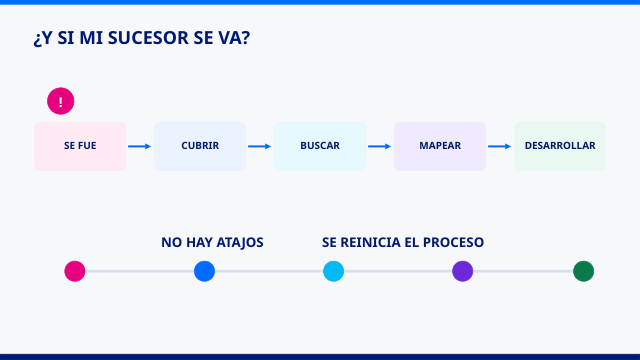 ¿Y SI MI SUCESOR SE VA?
!
SE FUE
CUBRIR
BUSCAR
MAPEAR
DESARROLLAR
NO HAY ATAJOS
SE REINICIA EL PROCESO